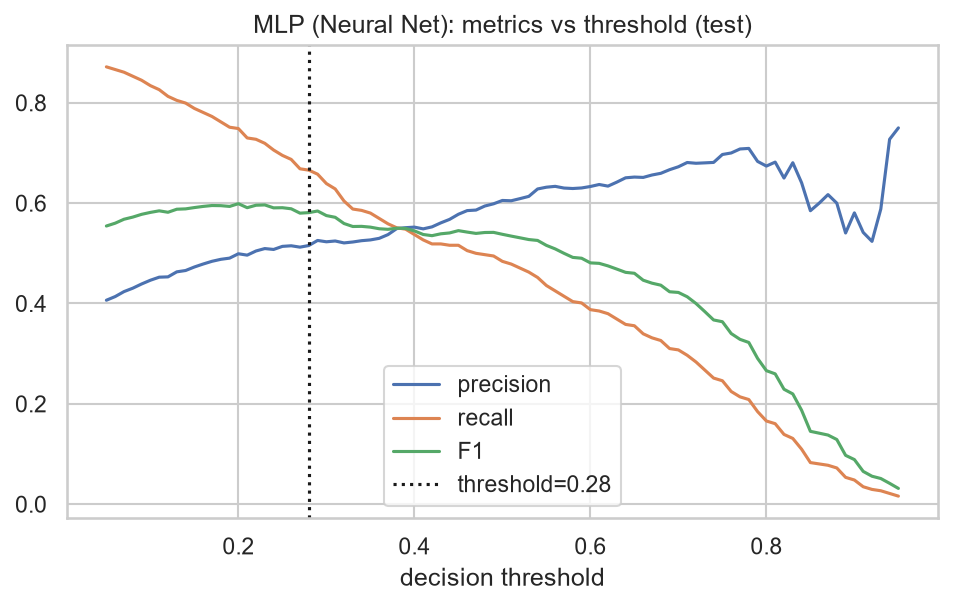 MLP (Neural Net): metrics vs threshold (test)
0.8
0.6
0.4
0.2
0.0
precision
recall
F1
threshold=0.28
0.2 0.4 0.6 0.8
decision threshold